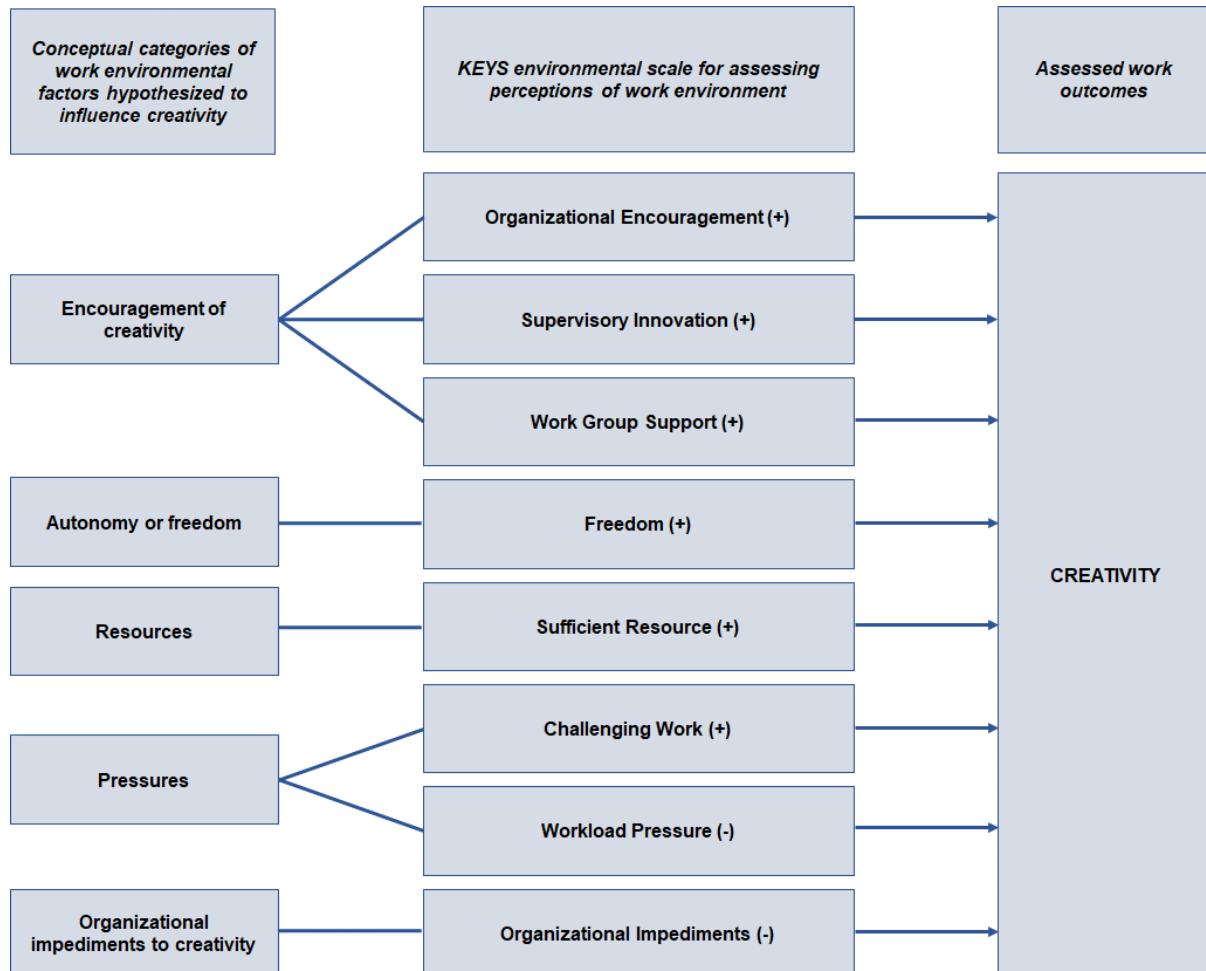 Conceptual categories of
work environmental
factors hypothesized to
influence creativity
KEYS environmental scale for assessing
perceptions of work environment
Assessed work
outcomes
Encouragement of
creativity
Organizational Encouragement (+)
Supervisory Innovation (+)
Work Group Support (+)
Autonomy or freedom
Freedom (+)
Resources
Sufficient Resource (+)
Pressures
Challenging Work (+)
Workload Pressure (-)
Organizational
impediments to creativity
Organizational Impediments (-)
CREATIVITY